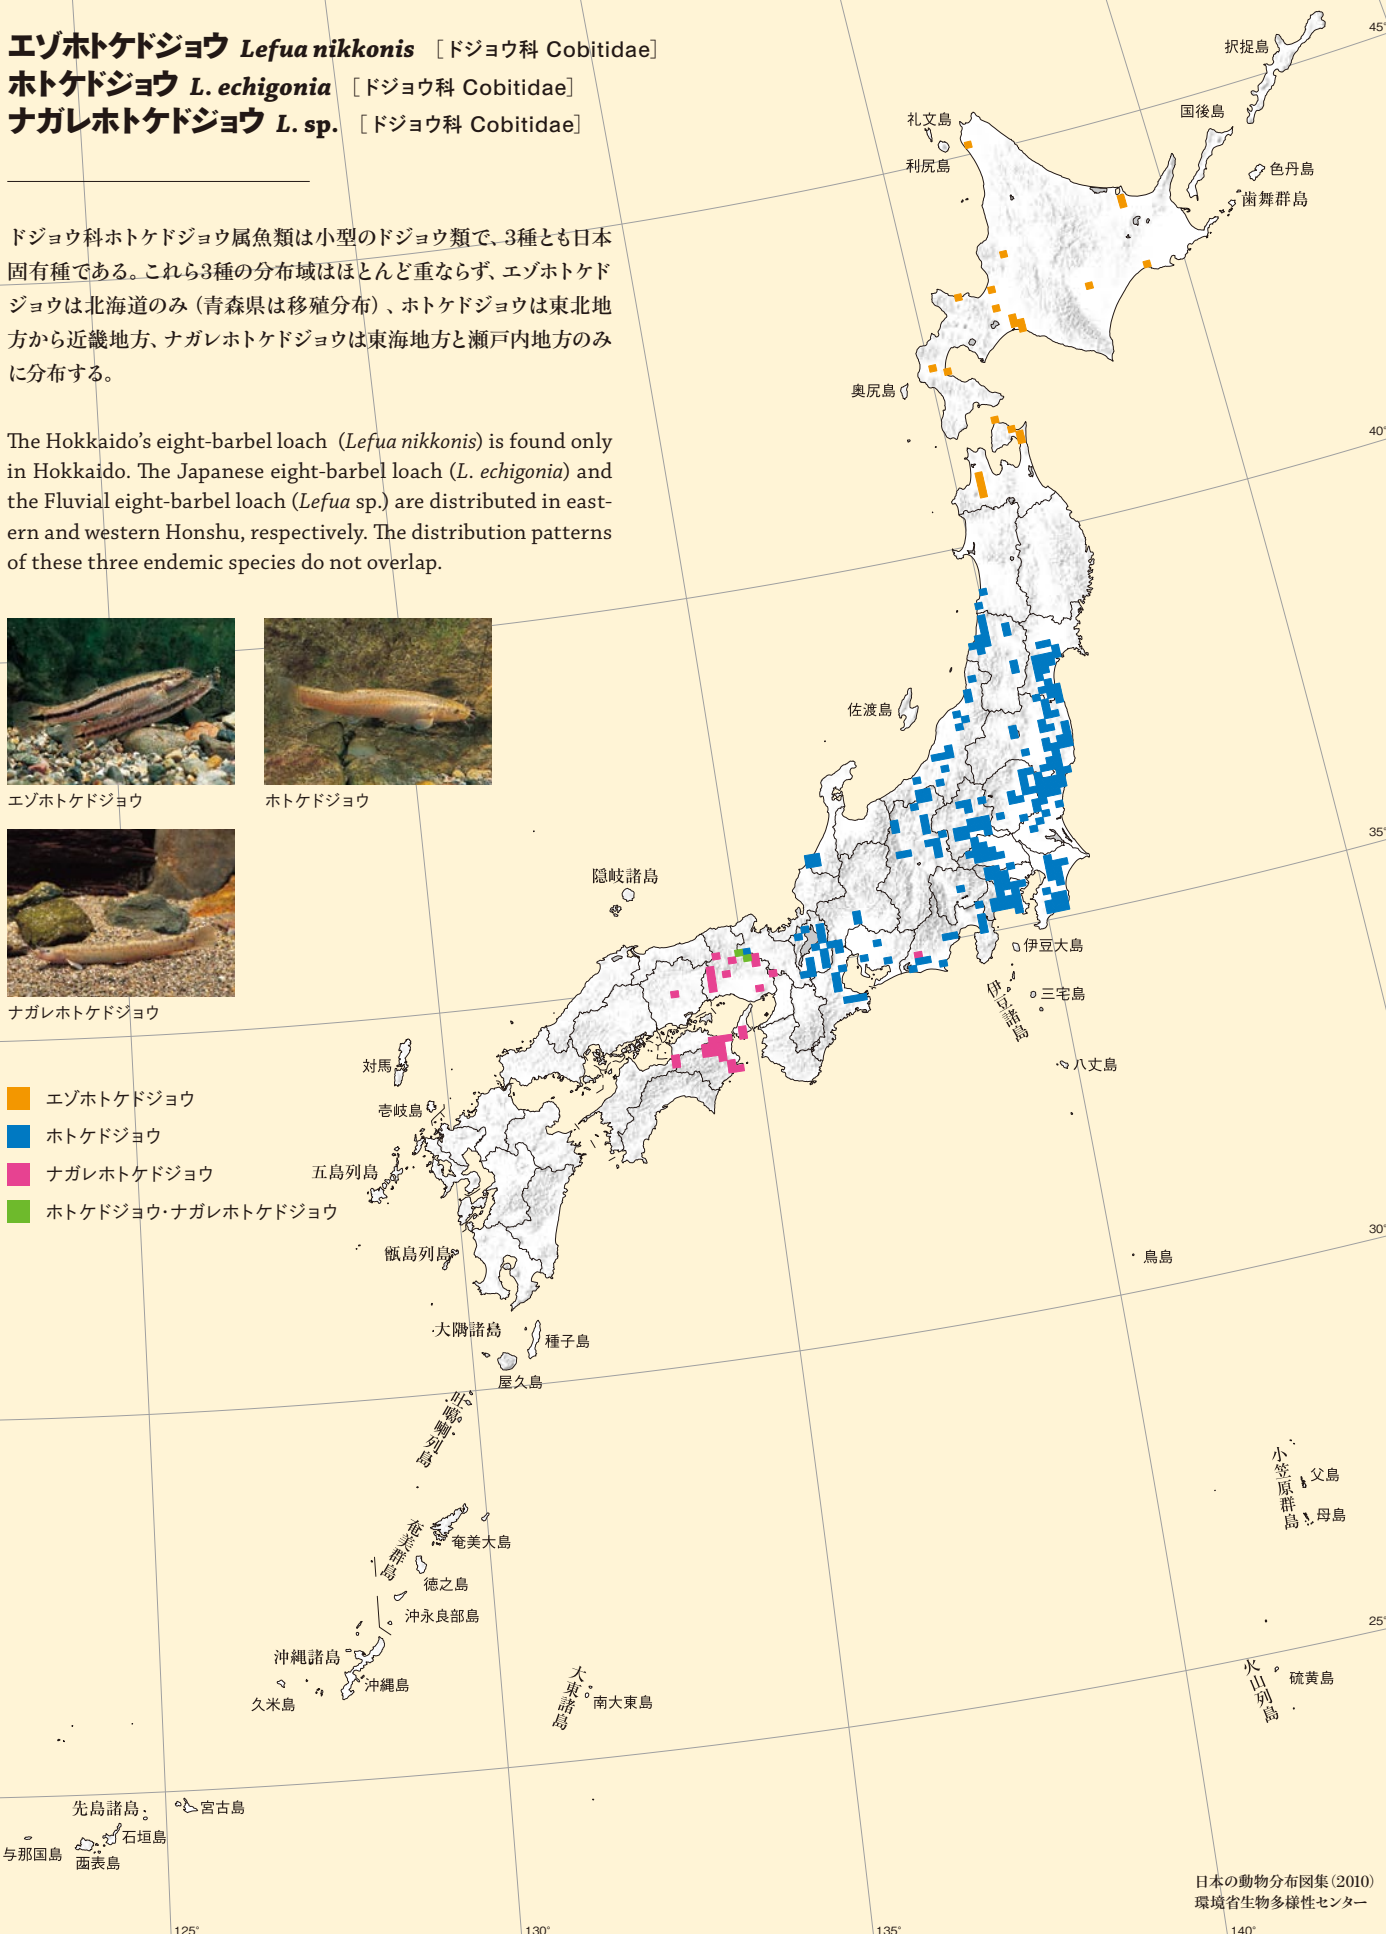 エゾホトケドジョウ Lefua nikkonis ［ドジョウ科 Cobitidae］
ホトケドジョウ L. echigonia ［ドジョウ科 Cobitidae］
ナガレホトケドジョウ L. sp. ［ドジョウ科 Cobitidae］
ドジョウ科ホトケドジョウ属魚類は小型のドジョウ類で、3種とも日本
固有種である。これら3種の分布域はほとんど重ならず、エゾホトケド
ジョウは北海道のみ（青森県は移殖分布）、ホトケドジョウは東北地
方から近畿地方、ナガレホトケドジョウは東海地方と瀬戸内地方のみ
に分布する。
The Hokkaido's eight-barbel loach (Lefua nikkonis) is found only
in Hokkaido. The Japanese eight-barbel loach (L. echigonia) and
the Fluvial eight-barbel loach (Lefua sp.) are distributed in east-
ern and western Honshu, respectively. The distribution patterns
of these three endemic species do not overlap.
エゾホトケドジョウ
ホトケドジョウ
ナガレホトケドジョウ
エゾホトケドジョウ
ホトケドジョウ
ナガレホトケドジョウ
ホトケドジョウ・ナガレホトケドジョウ
45°
択捉島
国後島
礼文島
利尻島
色丹島
歯舞群島
奥尻島
40°
佐渡島
35°
隠岐諸島
伊豆大島
伊豆諸島
三宅島
八丈島
対馬
壱岐島
五島列島
甑島列島
30°
鳥島
大隅諸島
種子島
屋久島
吐噶喇列島
小笠原群島
父島
母島
奄美群島
奄美大島
徳之島
沖永良部島
25°
沖縄諸島
沖縄島
久米島
大東諸島
南大東島
火山列島
硫黄島
先島諸島
宮古島
石垣島
与那国島
西表島
日本の動物分布図集（2010）
環境省生物多様性センター
125°
130°
135°
140°